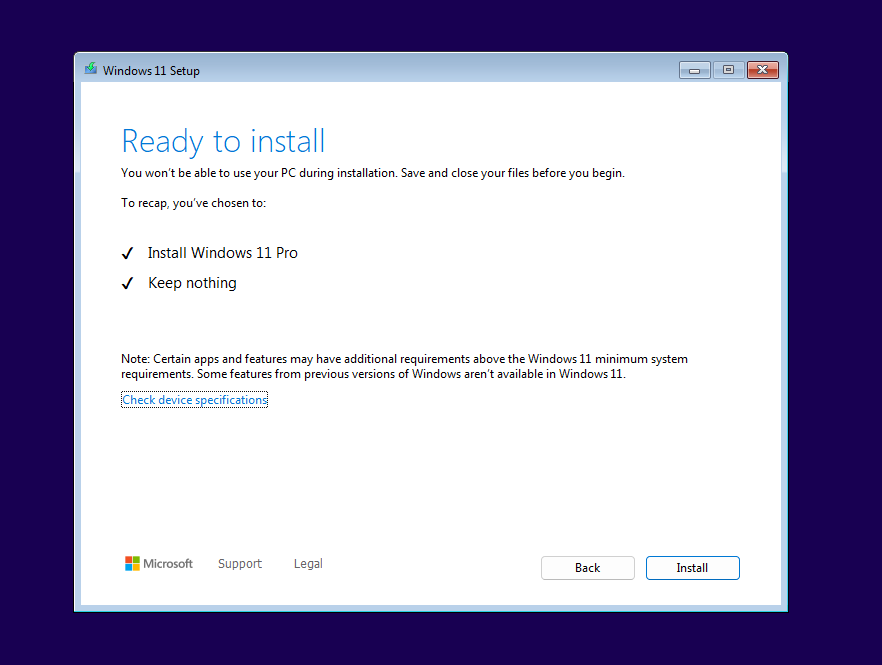 Windows 11 Setup
Ready to install
You won't be able to use your PC during installation. Save and close your files before you begin.
To recap, you've chosen to:
✓ Install Windows 11 Pro
✓ Keep nothing
Note: Certain apps and features may have additional requirements above the Windows 11 minimum system
requirements. Some features from previous versions of Windows aren't available in Windows 11.
Check device specifications
Microsoft Support Legal Back Install